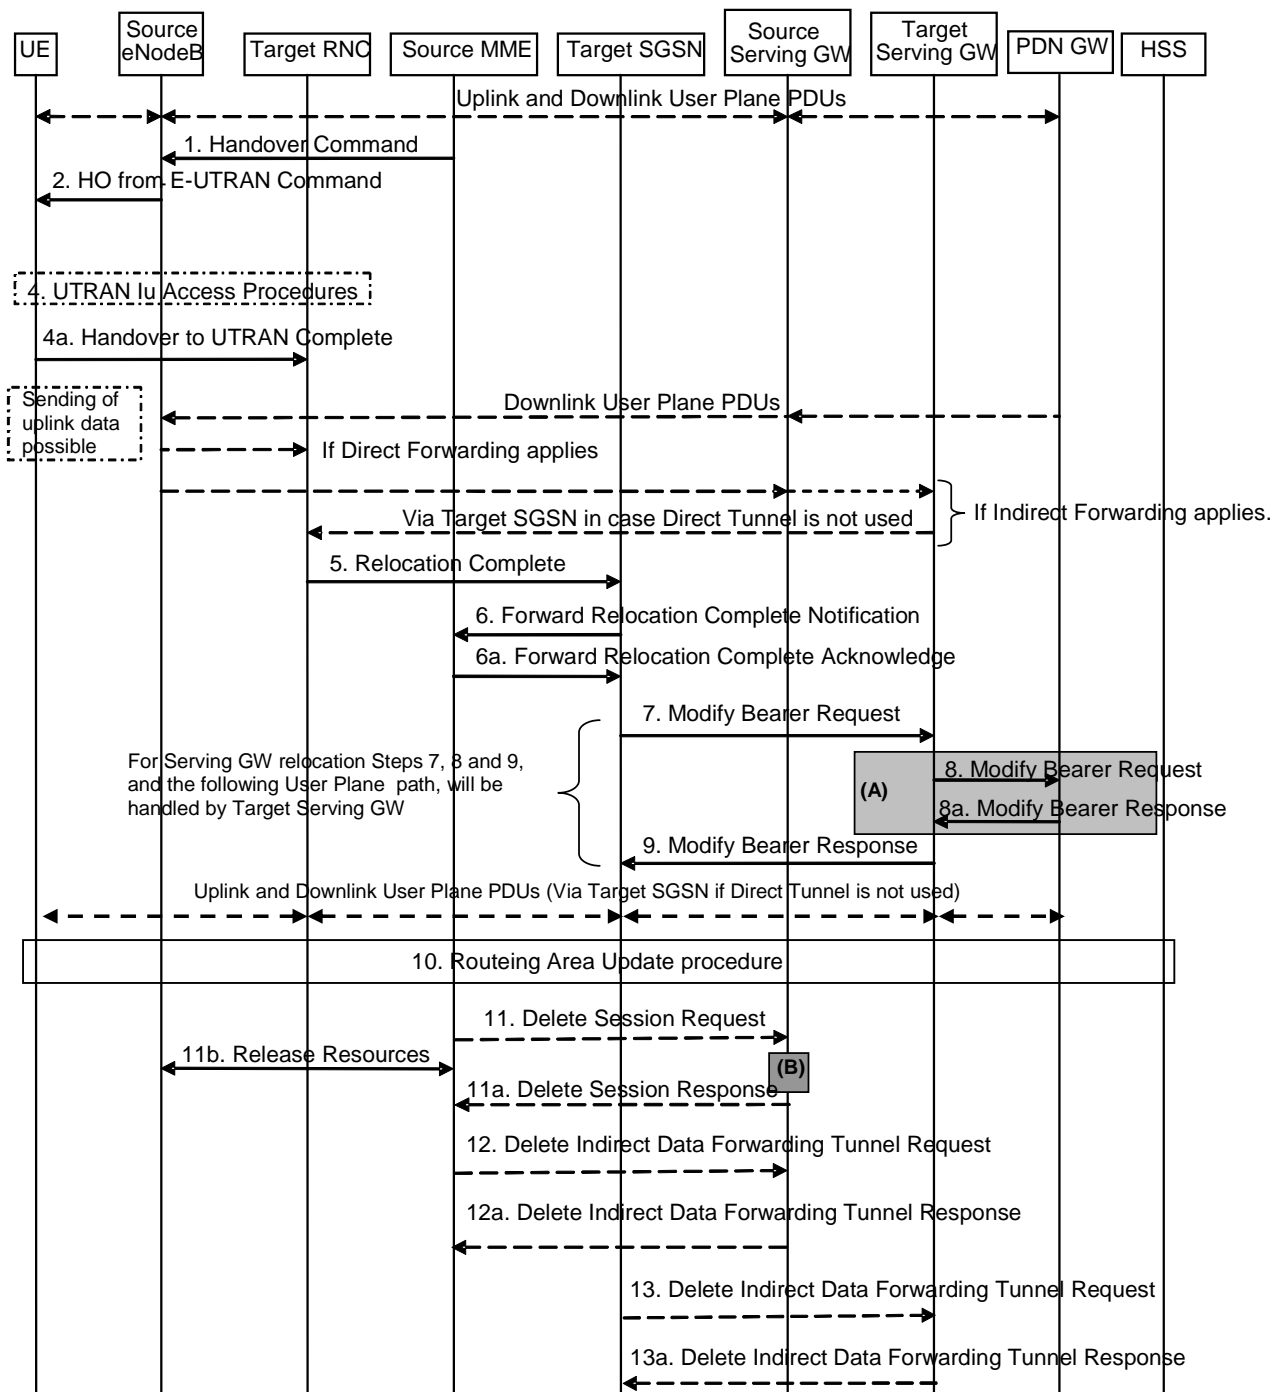 UE
Source
eNodeB
Target RNC
Source MME
Target SGSN
Source
Serving GW
Target
Serving GW
PDN GW
HSS
Uplink and Downlink User Plane PDUs
1. Handover Command
2. HO from E-UTRAN Command
4. UTRAN Iu Access Procedures
4a. Handover to UTRAN Complete
Sending of
uplink data
possible
Downlink User Plane PDUs
If Direct Forwarding applies
Via Target SGSN in case Direct Tunnel is not used
If Indirect Forwarding applies.
5. Relocation Complete
6. Forward Relocation Complete Notification
6a. Forward Relocation Complete Acknowledge
7. Modify Bearer Request
For Serving GW relocation Steps 7, 8 and 9,
and the following User Plane path, will be
handled by Target Serving GW
8. Modify Bearer Request
(A)
8a. Modify Bearer Response
9. Modify Bearer Response
Uplink and Downlink User Plane PDUs (Via Target SGSN if Direct Tunnel is not used)
10. Routeing Area Update procedure
11. Delete Session Request
11b. Release Resources
(B)
11a. Delete Session Response
12. Delete Indirect Data Forwarding Tunnel Request
12a. Delete Indirect Data Forwarding Tunnel Response
13. Delete Indirect Data Forwarding Tunnel Request
13a. Delete Indirect Data Forwarding Tunnel Response